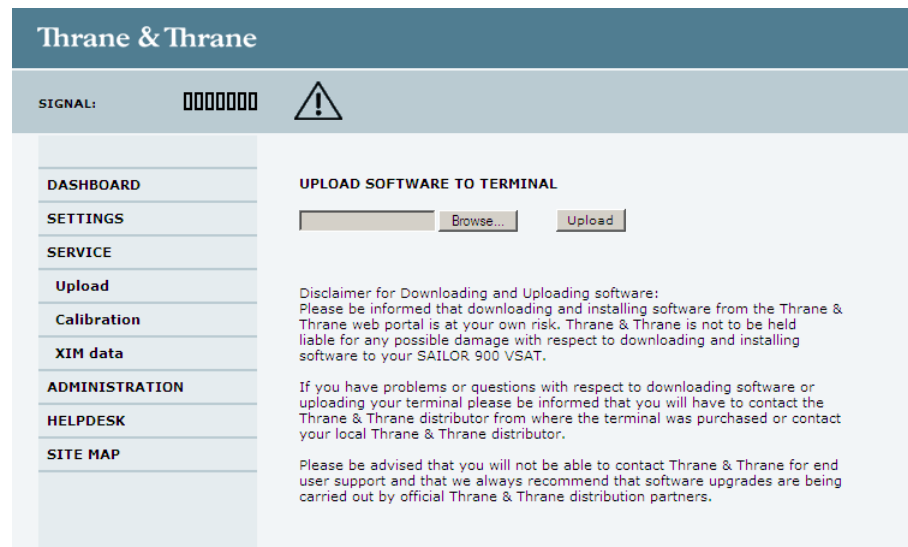 Thrane & Thrane
SIGNAL:
DASHBOARD
SETTINGS
SERVICE
Upload
Calibration
XIM data
ADMINISTRATION
HELPDESK
SITE MAP
UPLOAD SOFTWARE TO TERMINAL
Browse... Upload
Disclaimer for Downloading and Uploading software:
Please be informed that downloading and installing software from the Thrane &
Thrane web portal is at your own risk. Thrane & Thrane is not to be held
liable for any possible damage with respect to downloading and installing
software to your SAILOR 900 VSAT.
If you have problems or questions with respect to downloading software or
uploading your terminal please be informed that you will have to contact the
Thrane & Thrane distributor from where the terminal was purchased or contact
your local Thrane & Thrane distributor.
Please be advised that you will not be able to contact Thrane & Thrane for end
user support and that we always recommend that software upgrades are being
carried out by official Thrane & Thrane distribution partners.